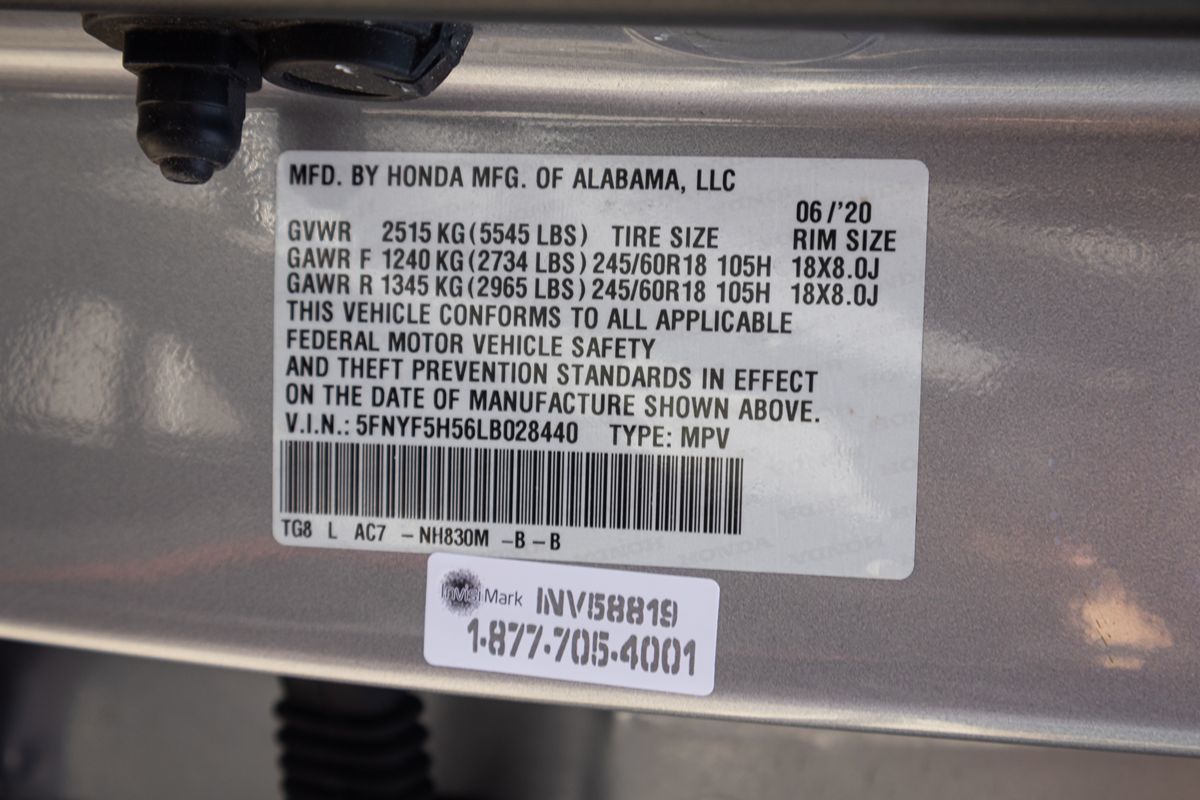 MFD. BY HONDA MFG. OF ALABAMA, LLC
06/'20
GVWR 2515 KG (5545 LBS) TIRE SIZE RIM SIZE
GAWR F 1240 KG (2734 LBS) 245/60R18 105H 18X8.0J
GAWR R 1345 KG (2965 LBS) 245/60R18 105H 18X8.0J
THIS VEHICLE CONFORMS TO ALL APPLICABLE
FEDERAL MOTOR VEHICLE SAFETY
AND THEFT PREVENTION STANDARDS IN EFFECT
ON THE DATE OF MANUFACTURE SHOWN ABOVE.
V.I.N.: 5FNYF5H56LB028440 TYPE: MPV
TG8 L AC7 - NH830M - B - B
InvisiMark INV58819
1-877-705-4001